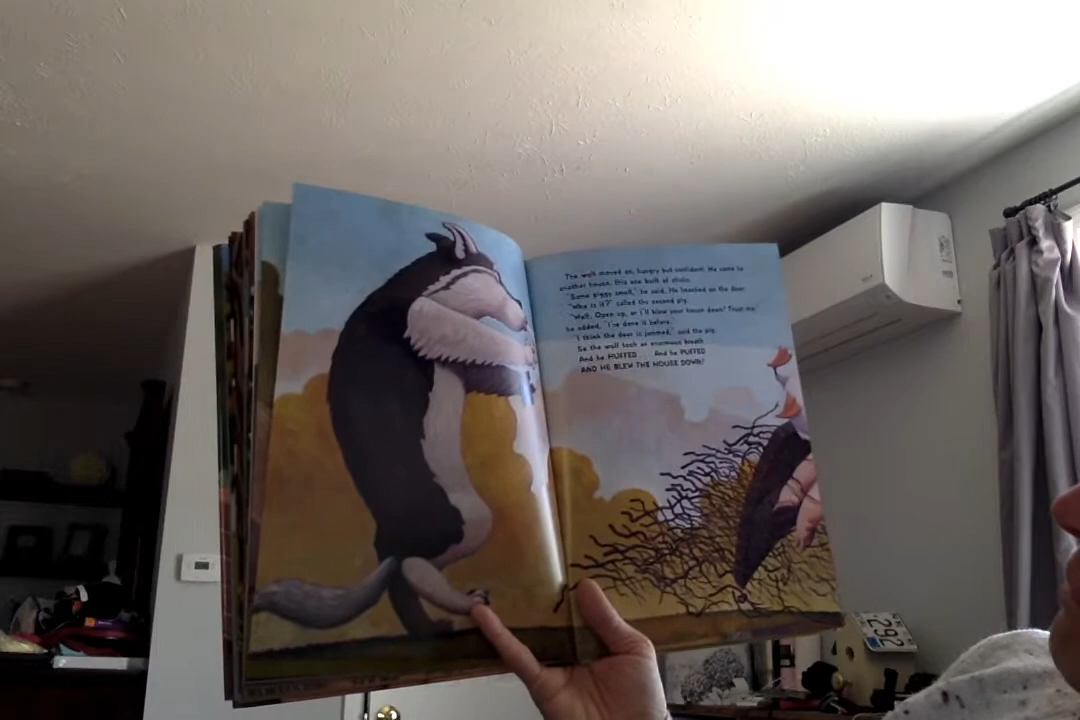 The wolf moved on, hungry but confident. He came to
another house, this one built of sticks.
"Some piggy smell," he said. He knocked on the door.
"Who is it?" called the second pig.
"Wolf. Open up, or I'll blow your house down! Trust me,"
he added, "I've done it before."
"I think the door is jammed," said the pig.
So the wolf took an enormous breath.
And he HUFFED... And he PUFFED
AND HE BLEW THE HOUSE DOWN!
292